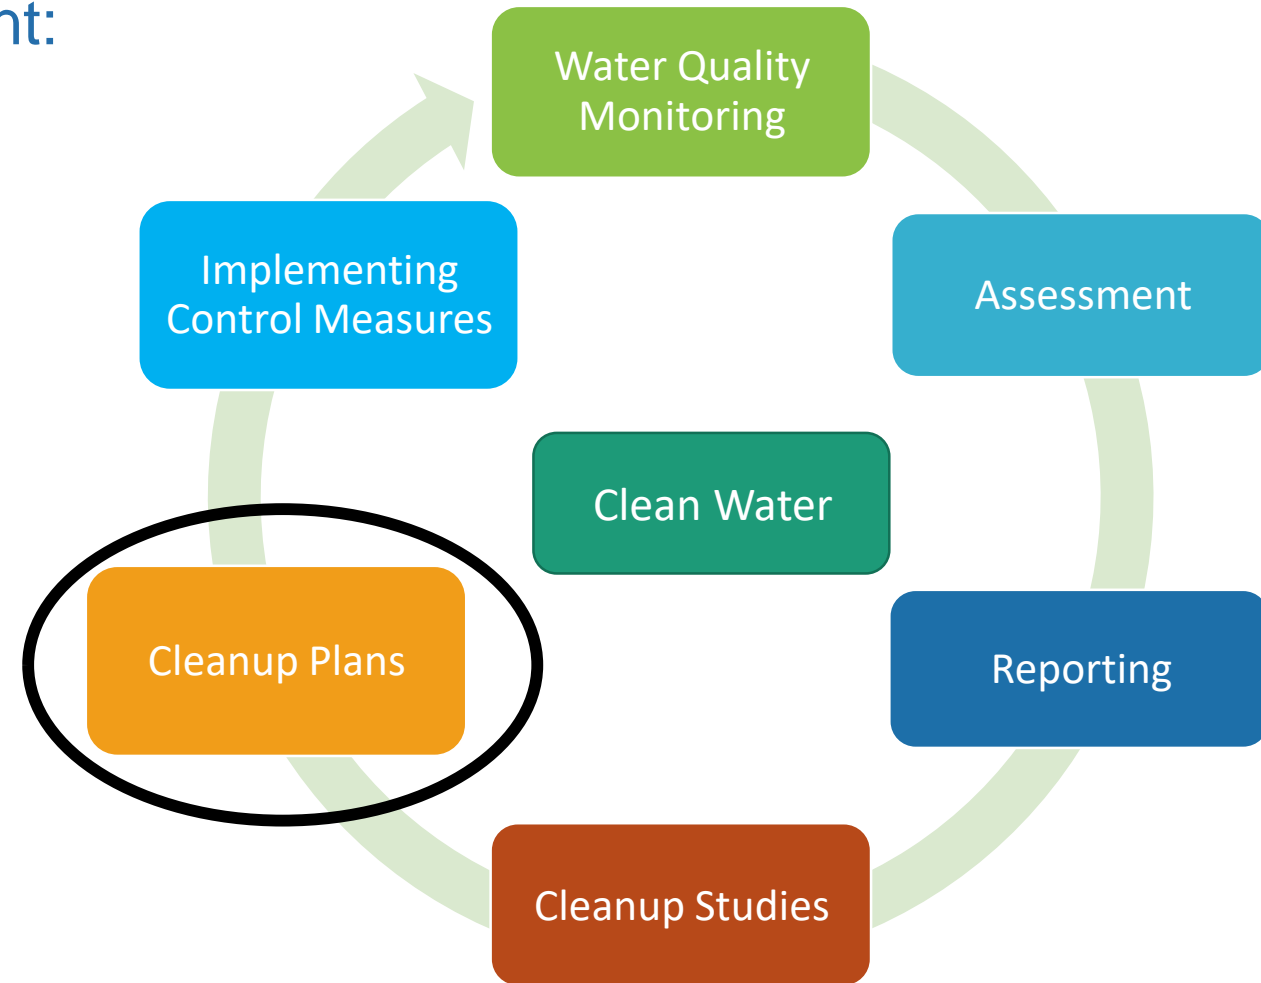 nt:
Water Quality
Monitoring
Assessment
Reporting
Cleanup Studies
Cleanup Plans
Implementing
Control Measures
Clean Water